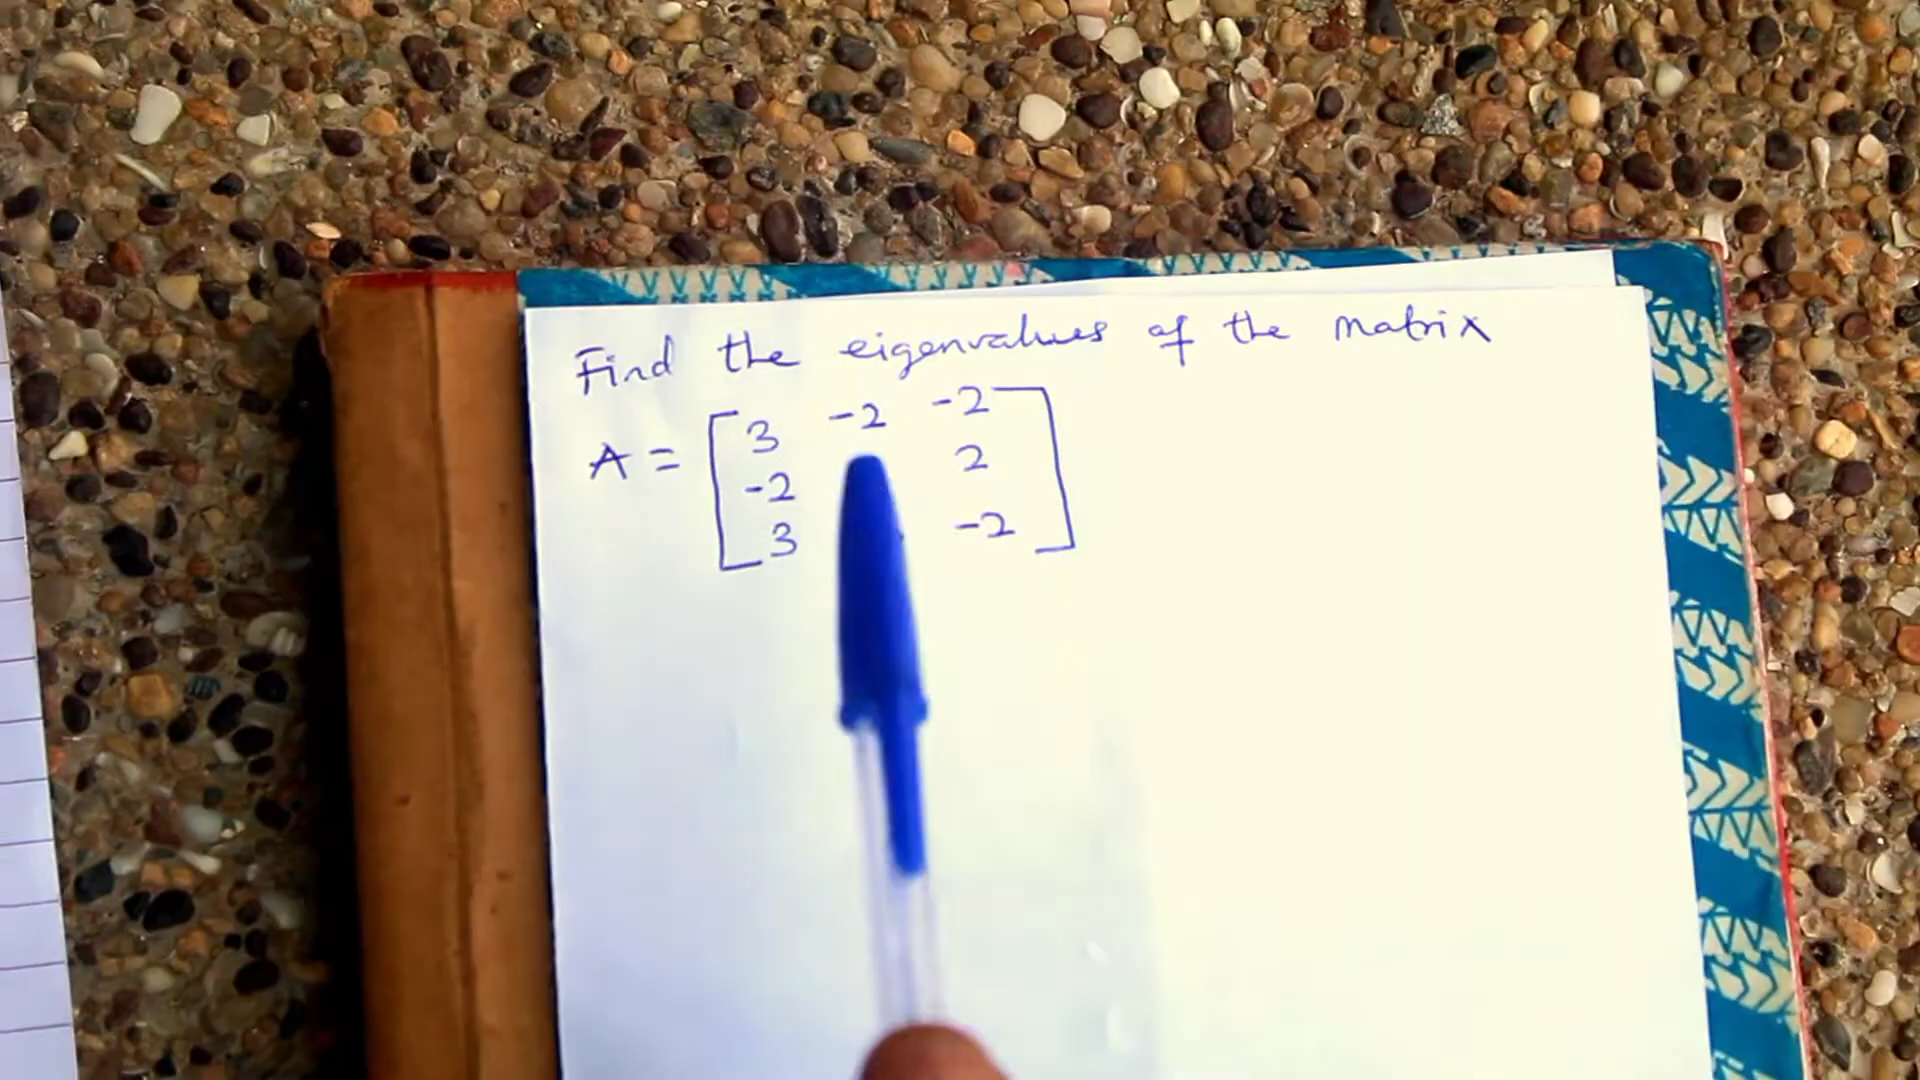 Find the eigenvalues of the matrix
A = [ 3 -2 -2
-2 2
3 -2 ]